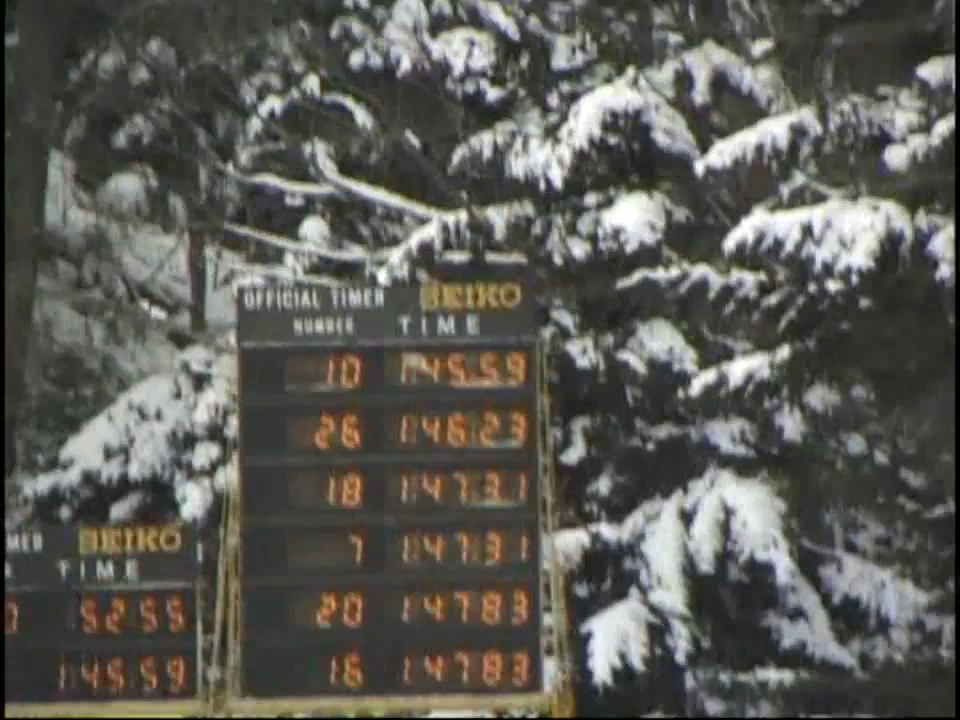 OFFICIAL TIMER SEIKO
NUMBER TIME
10 1:45.59
26 1:46.23
18 1:47.31
7 1:47.31
20 1:47.83
16 1:47.83
SEIKO
TIME
52.55
1:45.59